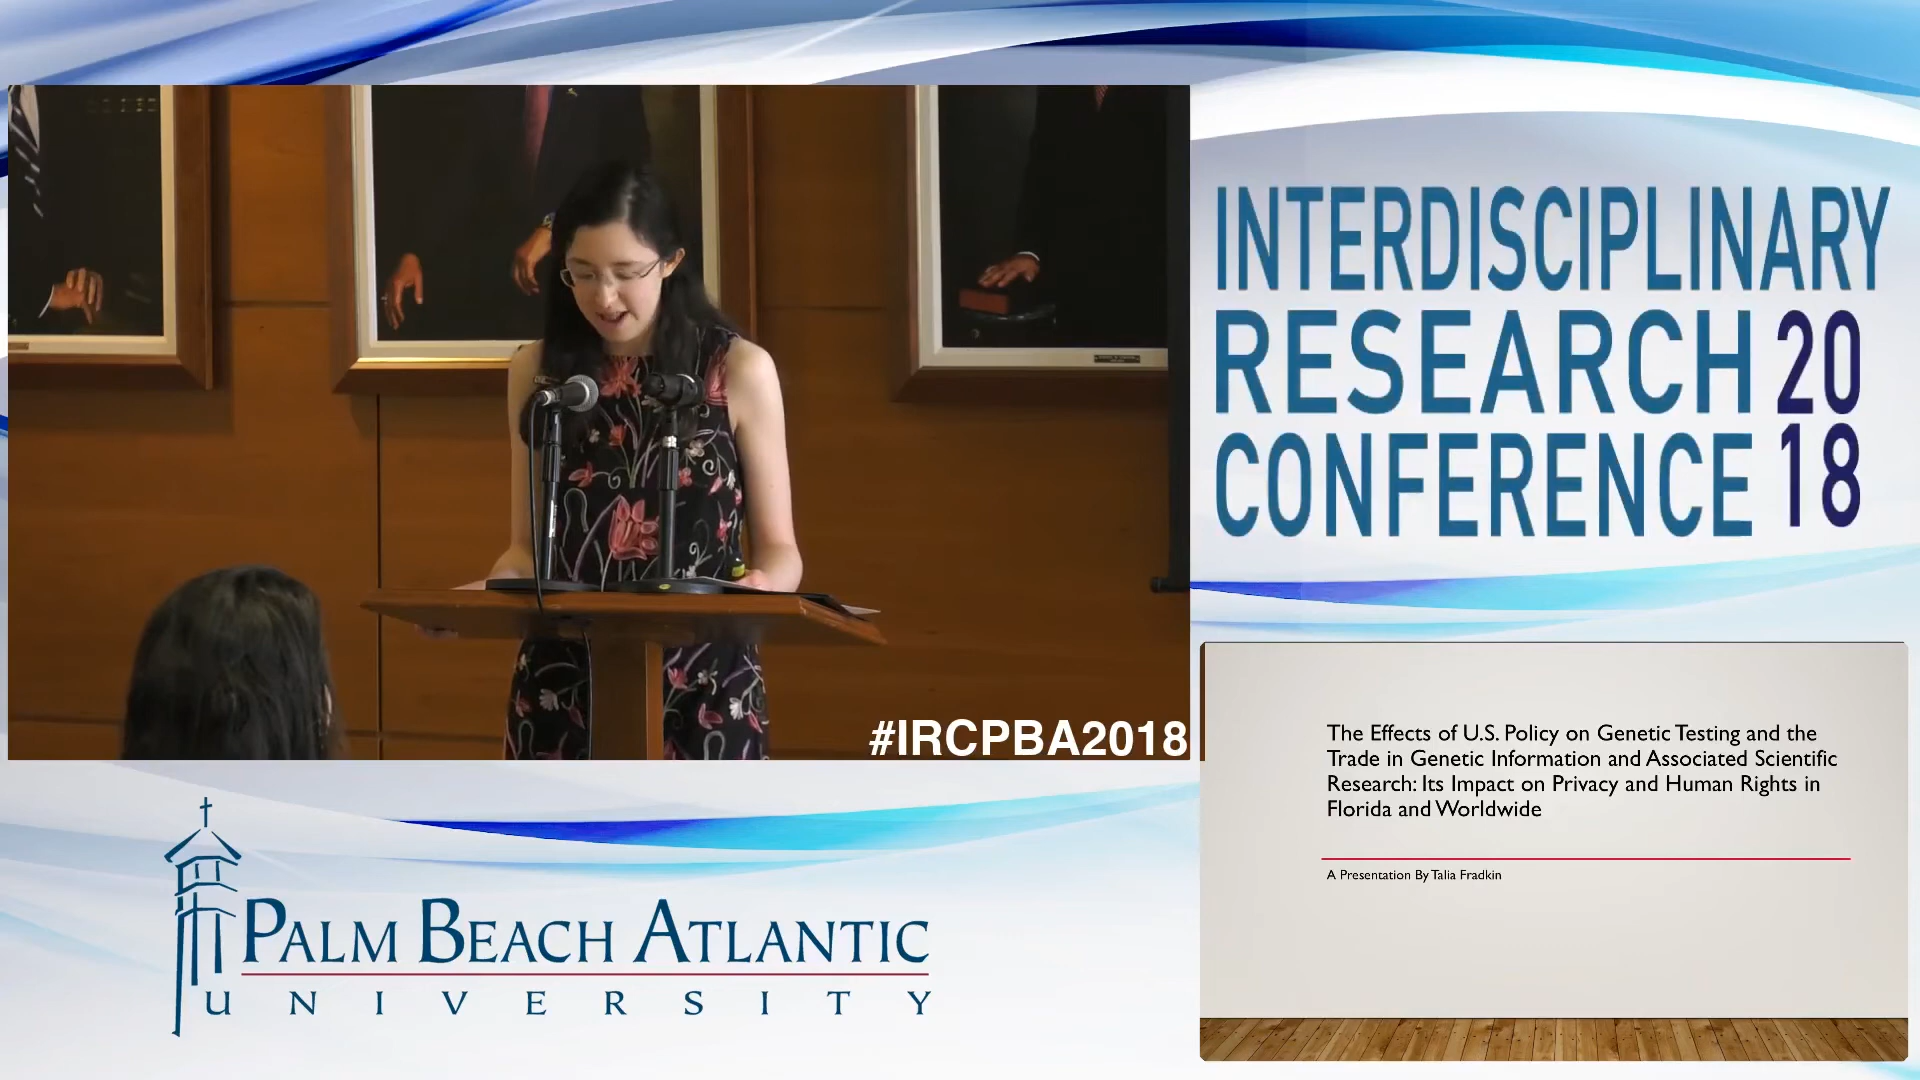 INTERDISCIPLINARY
RESEARCH 20
CONFERENCE 18
#IRCPBA2018
The Effects of U.S. Policy on Genetic Testing and the
Trade in Genetic Information and Associated Scientific
Research: Its Impact on Privacy and Human Rights in
Florida and Worldwide
A Presentation By Talia Fradkin
PALM BEACH ATLANTIC
UNIVERSITY